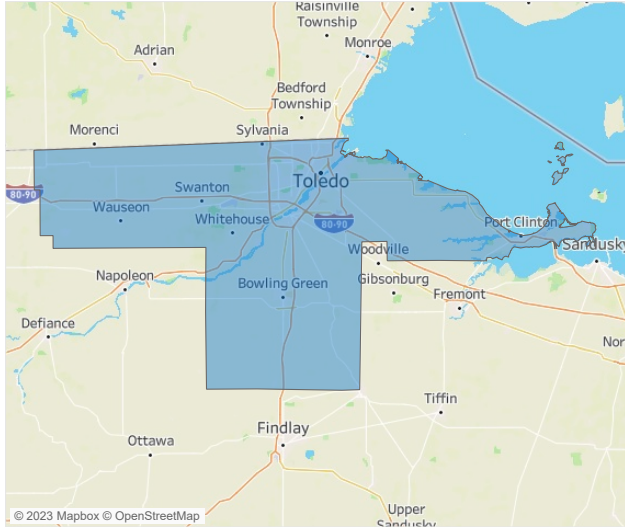 Raisinville
Township
Adrian
Monroe
Bedford
Township
Morenci
Sylvania
Toledo
80-90
Swanton
Wauseon
Whitehouse
80-90
Port Clinton
Woodville
Sandusky
Napoleon
Bowling Green
Gibsonburg
Fremont
Defiance
Nor
Tiffin
Findlay
Ottawa
Upper
Sandusky
© 2023 Mapbox © OpenStreetMap